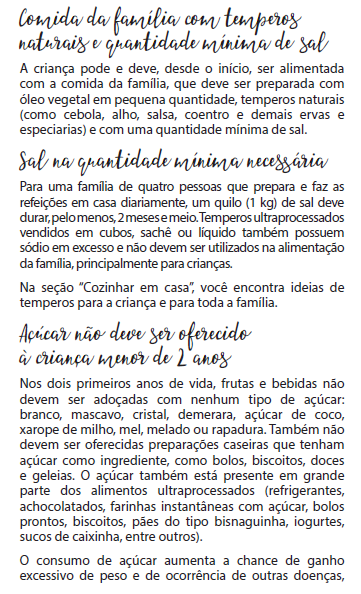 Comida da família com temperos
naturais e quantidade mínima de sal
A criança pode e deve, desde o início, ser alimentada
com a comida da família, que deve ser preparada com
óleo vegetal em pequena quantidade, temperos naturais
(como cebola, alho, salsa, coentro e demais ervas e
especiarias) e com uma quantidade mínima de sal.
Sal na quantidade mínima necessária
Para uma família de quatro pessoas que prepara e faz as
refeições em casa diariamente, um quilo (1 kg) de sal deve
durar, pelo menos, 2 meses e meio. Temperos ultraprocessados
vendidos em cubos, sachê ou líquido também possuem
sódio em excesso e não devem ser utilizados na alimentação
da família, principalmente para crianças.
Na seção “Cozinhar em casa”, você encontra ideias de
temperos para a criança e para toda a família.
Açúcar não deve ser oferecido
à criança menor de 2 anos
Nos dois primeiros anos de vida, frutas e bebidas não
devem ser adoçadas com nenhum tipo de açúcar:
branco, mascavo, cristal, demerara, açúcar de coco,
xarope de milho, mel, melado ou rapadura. Também não
devem ser oferecidas preparações caseiras que tenham
açúcar como ingrediente, como bolos, biscoitos, doces
e geleias. O açúcar também está presente em grande
parte dos alimentos ultraprocessados (refrigerantes,
achocolatados, farinhas instantâneas com açúcar, bolos
prontos, biscoitos, pães do tipo bisnaguinha, iogurtes,
sucos de caixinha, entre outros).
O consumo de açúcar aumenta a chance de ganho
excessivo de peso e de ocorrência de outras doenças,